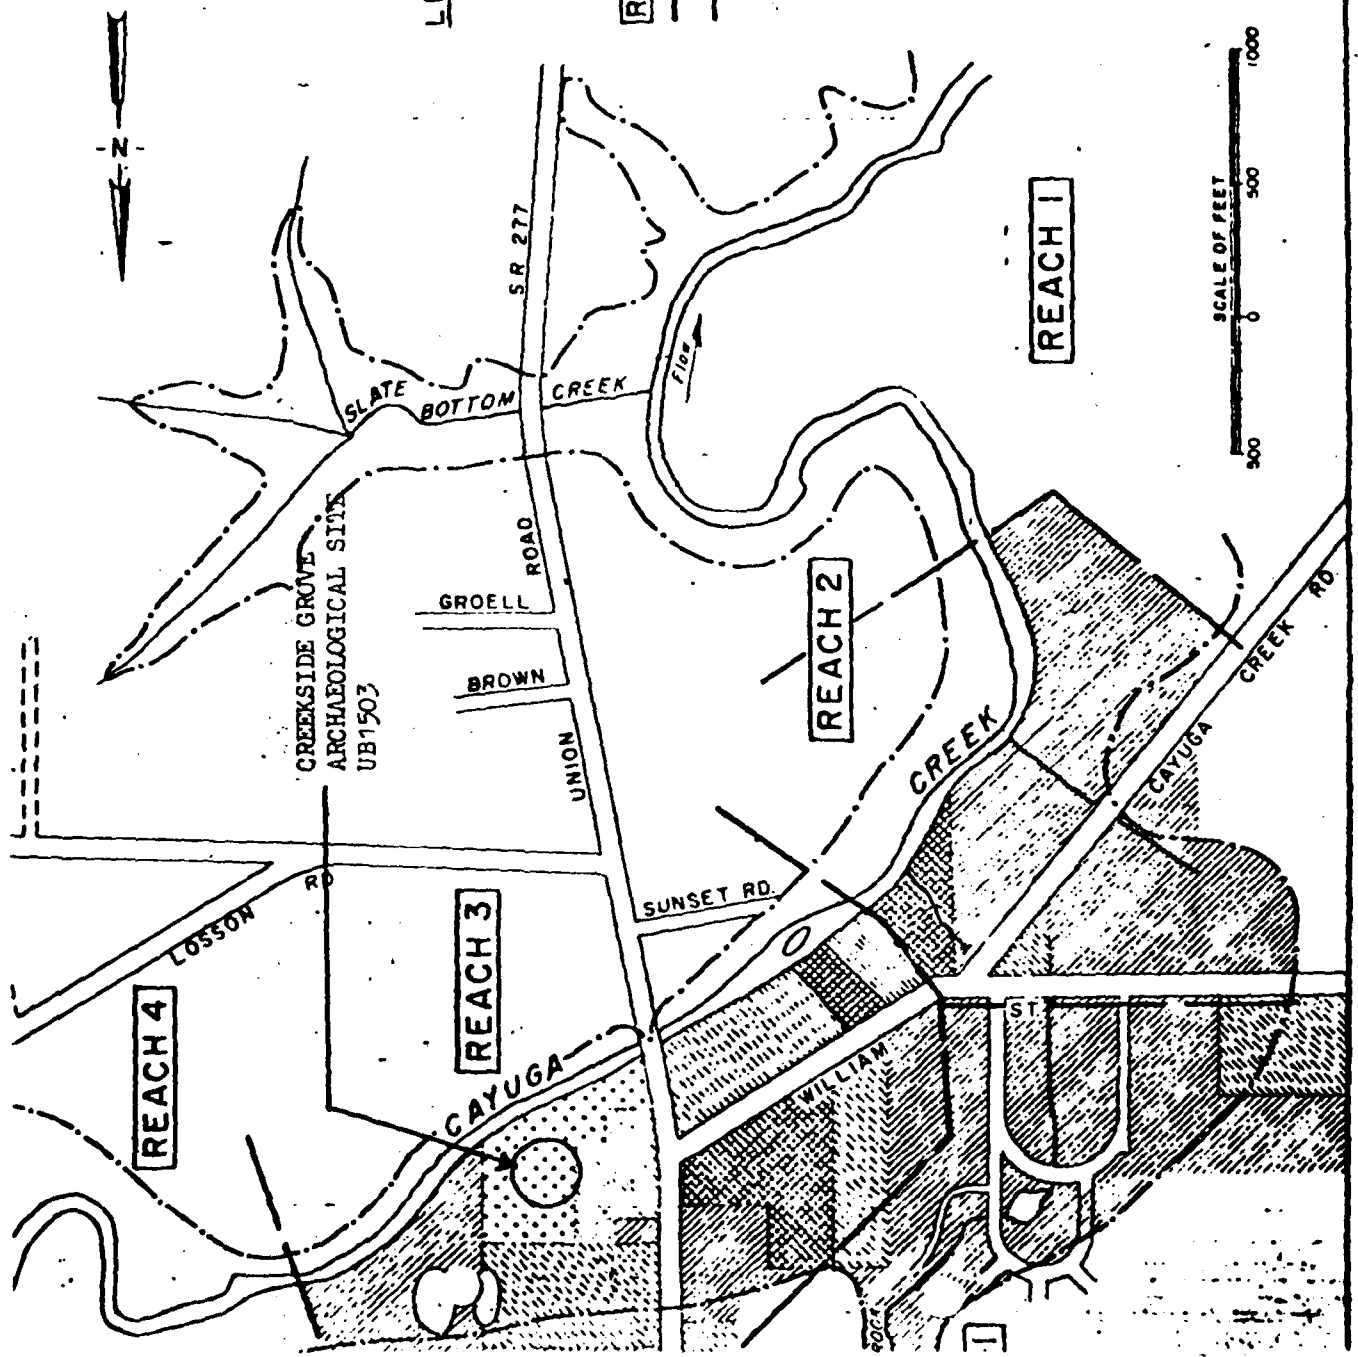 N
SR 277
SLATE
BOTTOM
CREEK
Flow
REACH 1
SCALE OF FEET
500
0
500
1000
CREEKSIDE GROVE
ARCHAEOLOGICAL SITE
UB1503
GROELL
ROAD
BROWN
UNION
REACH 2
CREEK
CAYUGA
CREEK
RD
LOSSON
RD
REACH 3
SUNSET RD.
REACH 4
CAYUGA
WILLIAM
ST
1